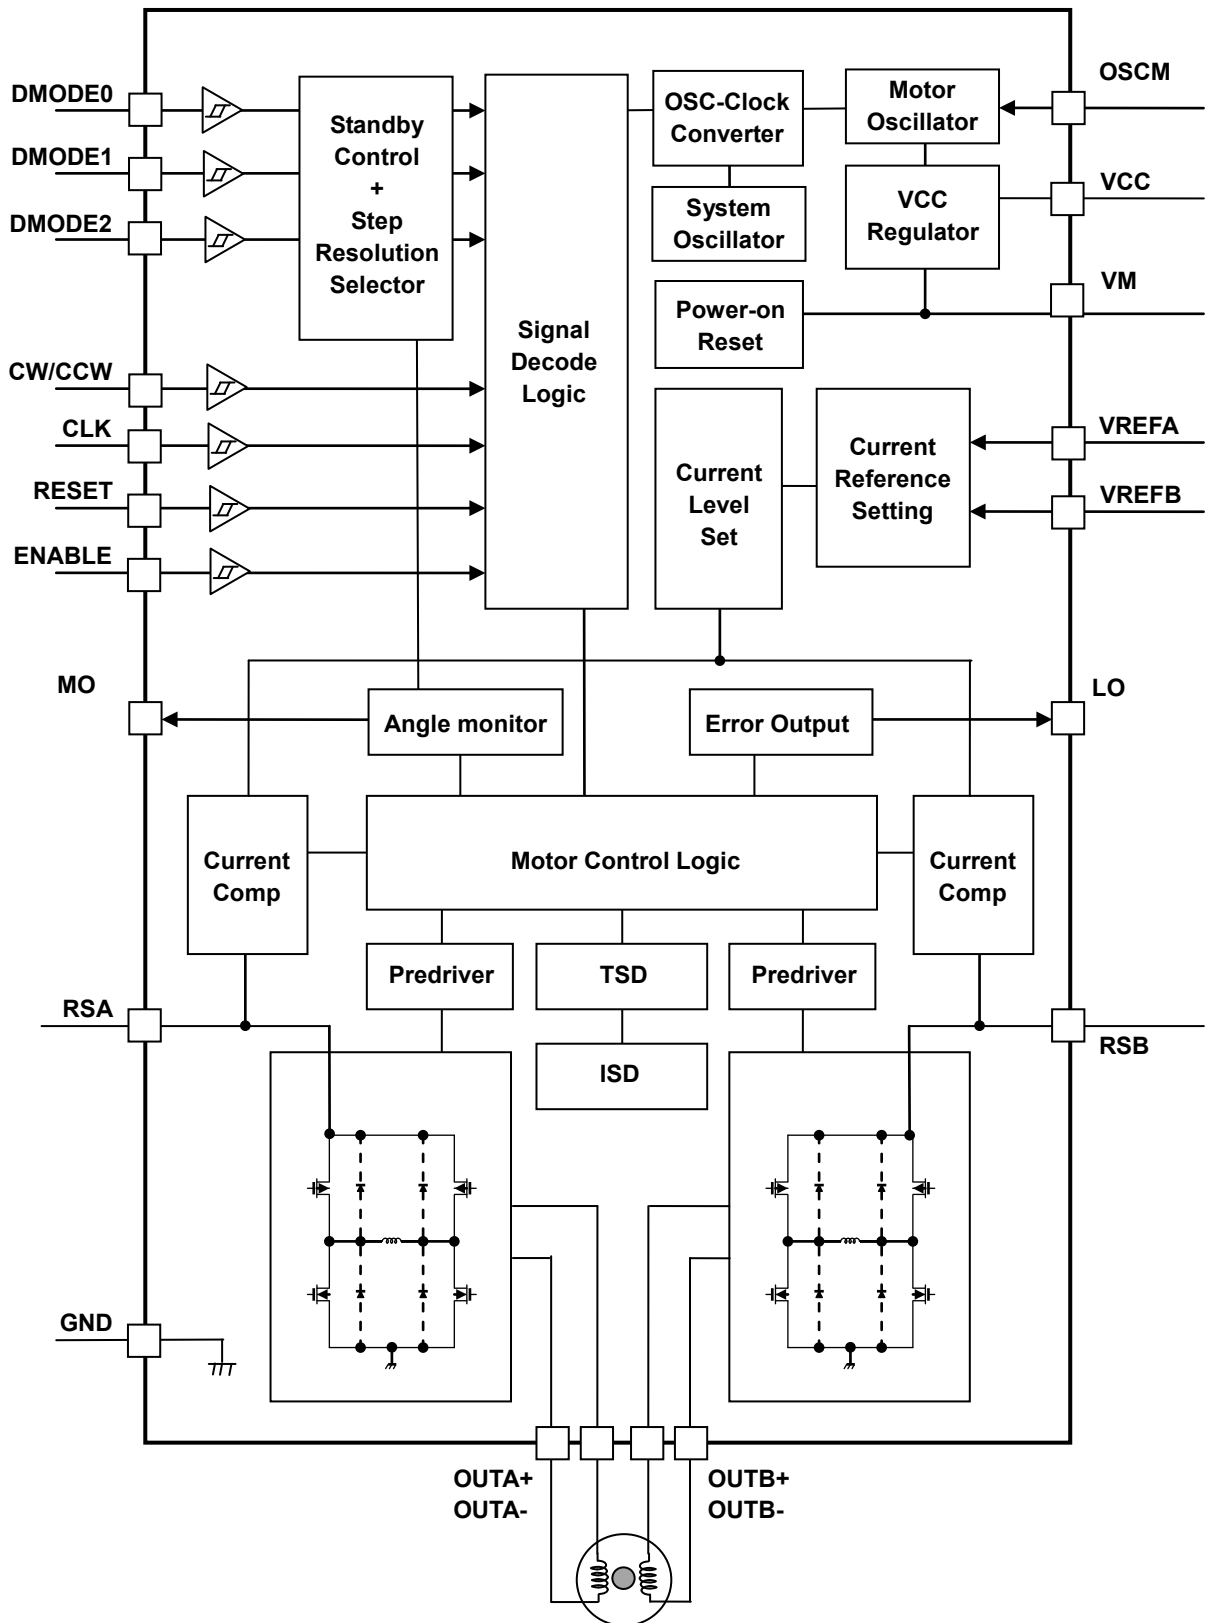 DMODE0
DMODE1
DMODE2
CW/CCW
CLK
RESET
ENABLE
MO
RSA
GND
Standby
Control
+
Step
Resolution
Selector
Signal
Decode
Logic
OSC-Clock
Converter
Motor
Oscillator
System
Oscillator
VCC
Regulator
Power-on
Reset
Current
Level
Set
Current
Reference
Setting
OSCM
VCC
VM
VREFA
VREFB
LO
RSB
Angle monitor
Error Output
Current
Comp
Motor Control Logic
Current
Comp
Predriver
TSD
Predriver
ISD
OUTA+
OUTA-
OUTB+
OUTB-